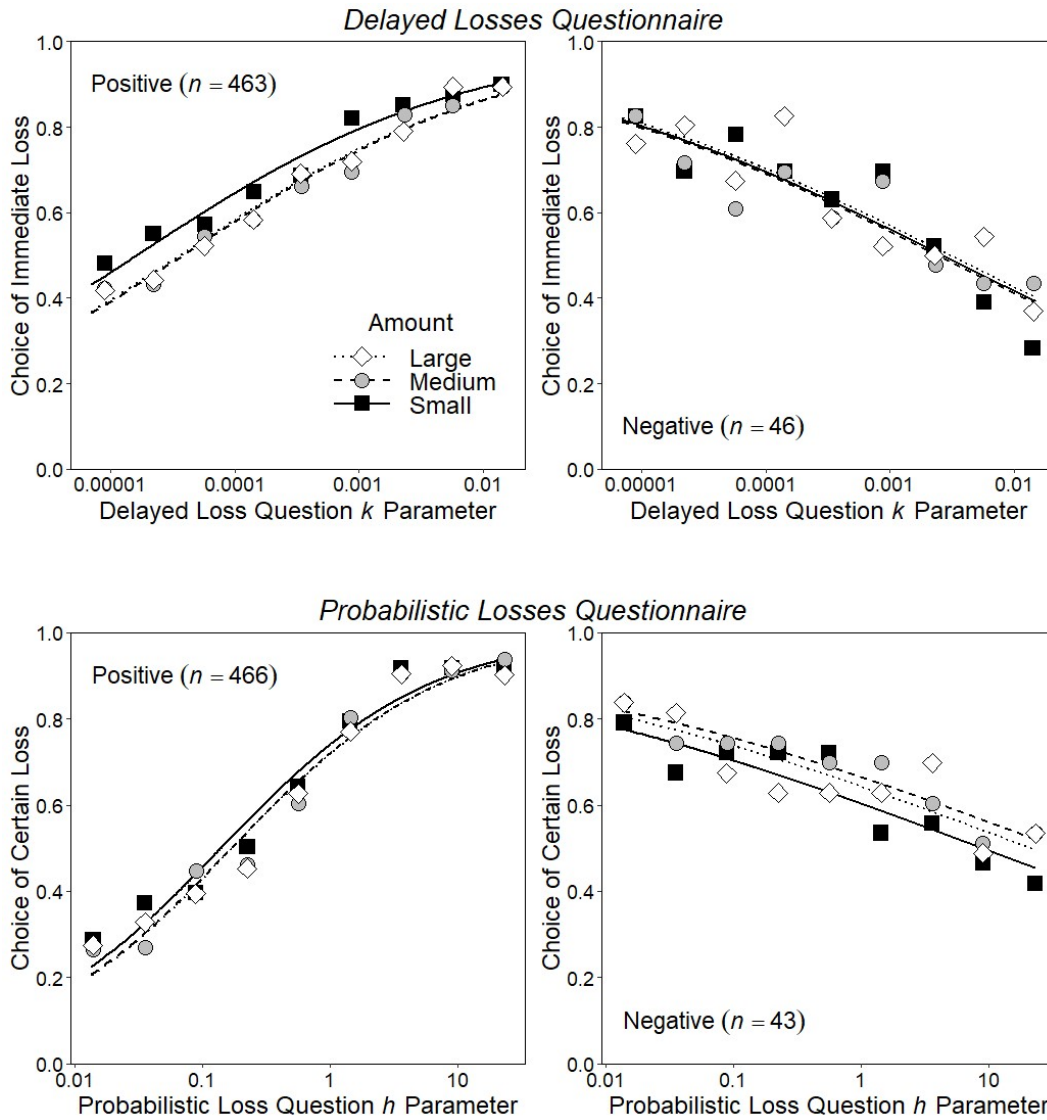 Delayed Losses Questionnaire
Choice of Immediate Loss
1.0
0.8
0.6
0.4
0.2
0.0
Positive (n = 463)
Amount
Large
Medium
Small
0.00001 0.0001 0.001 0.01
Delayed Loss Question k Parameter
Choice of Immediate Loss
1.0
0.8
0.6
0.4
0.2
0.0
Negative (n = 46)
0.00001 0.0001 0.001 0.01
Delayed Loss Question k Parameter
Probabilistic Losses Questionnaire
Choice of Certain Loss
1.0
0.8
0.6
0.4
0.2
0.0
Positive (n = 466)
0.01 0.1 1 10
Probabilistic Loss Question h Parameter
Choice of Certain Loss
1.0
0.8
0.6
0.4
0.2
0.0
Negative (n = 43)
0.01 0.1 1 10
Probabilistic Loss Question h Parameter